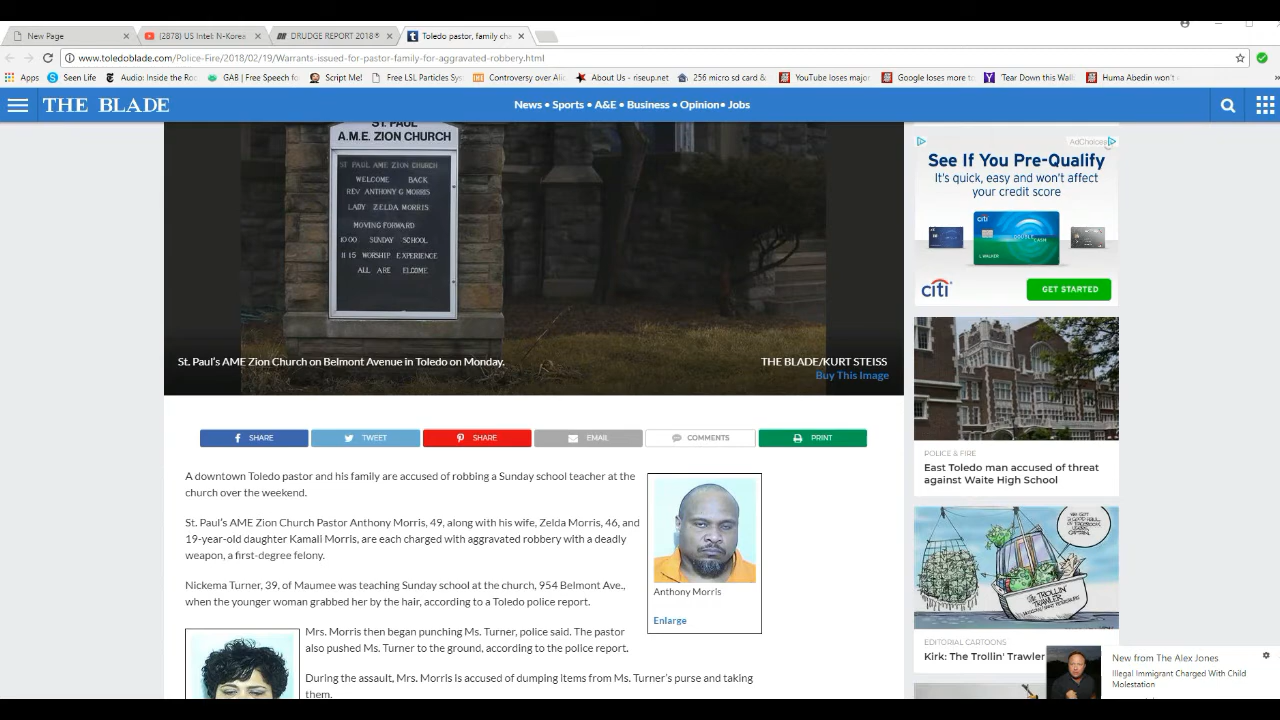 New Page
(2878) US Intel: N-Korea
DRUDGE REPORT 2018®
Toledo pastor, family cha
www.toledoblade.com/Police-Fire/2018/02/19/Warrants-issued-for-pastor-family-for-aggravated-robbery.html
Apps
Seen Life
Audio: Inside the Ro
GAB | Free Speech fo
Script Me!
Free LSL Particle Sys
Controversy over Ali
About Us - riseup.net
256 micro sd card &
YouTube loses major
Google loses more to
Tear Down this Wall
Huma Abedin won't
THE BLADE
News • Sports • A&E • Business • Opinion • Jobs
ST. PAUL
A.M.E. ZION CHURCH
ST PAUL AME ZION CHURCH
WELCOME BACK
REV ANTHONY G MORRIS
LADY ZELDA MORRIS
MOVING FORWARD
10 00 SUNDAY SCHOOL
11 15 WORSHIP EXPERIENCE
ALL ARE ELCOME
St. Paul's AME Zion Church on Belmont Avenue in Toledo on Monday.
THE BLADE/KURT STEISS
Buy This Image
SHARE
TWEET
SHARE
EMAIL
COMMENTS
PRINT
A downtown Toledo pastor and his family are accused of robbing a Sunday school teacher at the
church over the weekend.
St. Paul's AME Zion Church Pastor Anthony Morris, 49, along with his wife, Zelda Morris, 46, and
19-year-old daughter Kamali Morris, are each charged with aggravated robbery with a deadly
weapon, a first-degree felony.
Nickema Turner, 39, of Maumee was teaching Sunday school at the church, 954 Belmont Ave.,
when the younger woman grabbed her by the hair, according to a Toledo police report.
Mrs. Morris then began punching Ms. Turner, police said. The pastor
also pushed Ms. Turner to the ground, according to the police report.
During the assault, Mrs. Morris is accused of dumping items from Ms. Turner's purse and taking
them.
Anthony Morris
Enlarge
AdChoices
See If You Pre-Qualify
It's quick, easy and won't affect
your credit score
citi
DOUBLE CASH
L WALKER
citi
GET STARTED
POLICE & FIRE
East Toledo man accused of threat
against Waite High School
THE TROLLIN'
TRAWLER
EDITORIAL CARTOONS
Kirk: The Trollin' Trawler
New from The Alex Jones
Illegal Immigrant Charged With Child
Molestation